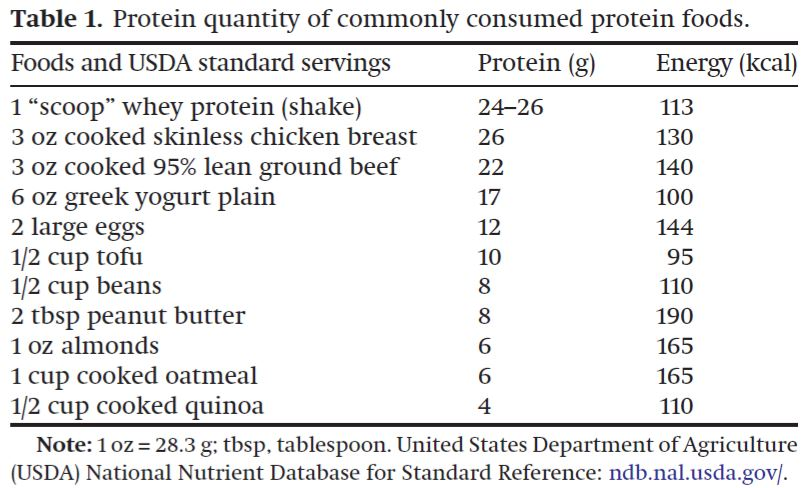 Table 1. Protein quantity of commonly consumed protein foods.
Foods and USDA standard servings Protein (g) Energy (kcal)
1 “scoop” whey protein (shake) 24–26 113
3 oz cooked skinless chicken breast 26 130
3 oz cooked 95% lean ground beef 22 140
6 oz greek yogurt plain 17 100
2 large eggs 12 144
1/2 cup tofu 10 95
1/2 cup beans 8 110
2 tbsp peanut butter 8 190
1 oz almonds 6 165
1 cup cooked oatmeal 6 165
1/2 cup cooked quinoa 4 110
Note: 1 oz = 28.3 g; tbsp, tablespoon. United States Department of Agriculture
(USDA) National Nutrient Database for Standard Reference: ndb.nal.usda.gov/.